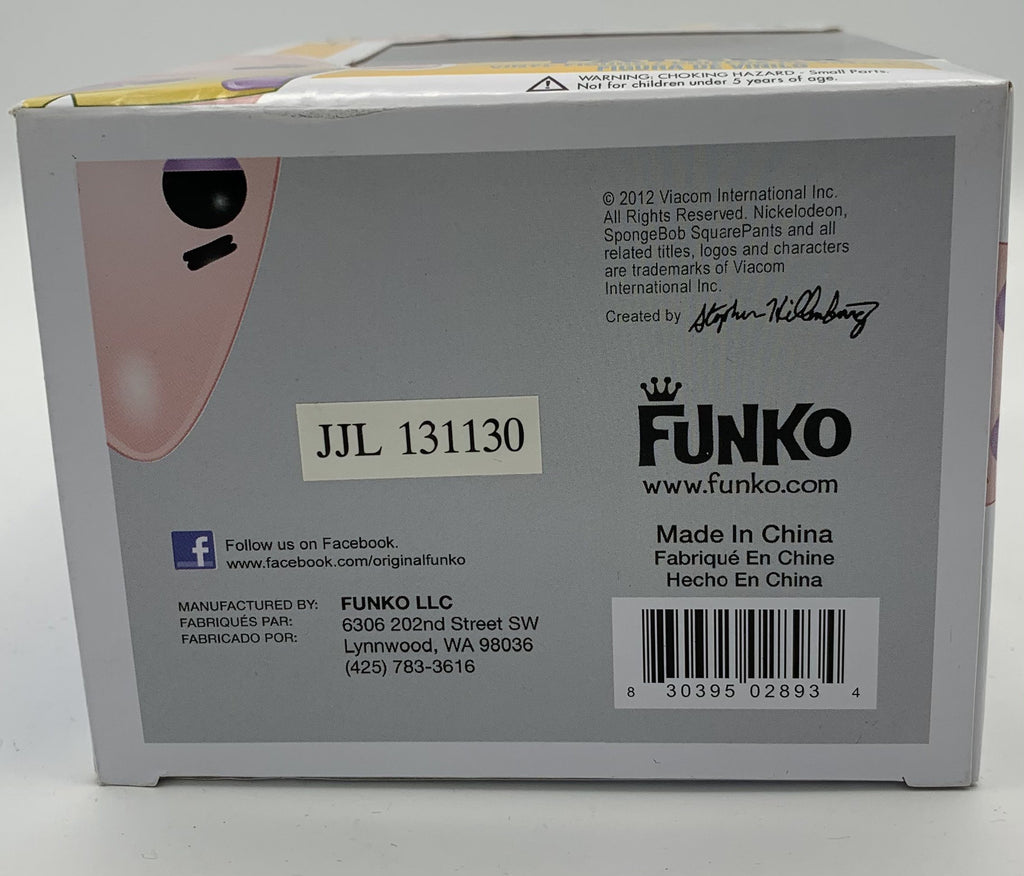 WARNING: CHOKING HAZARD - Small Parts.
Not for children under 5 years of age.
© 2012 Viacom International Inc.
All Rights Reserved. Nickelodeon,
SpongeBob SquarePants and all
related titles, logos and characters
are trademarks of Viacom
International Inc.
Created by Stephen Hillenburg
JJL 131130
FUNKO
www.funko.com
Made In China
Fabriqué En Chine
Hecho En China
f Follow us on Facebook.
www.facebook.com/originalfunko
MANUFACTURED BY: FUNKO LLC
FABRIQUÉS PAR: 6306 202nd Street SW
FABRICADO POR: Lynnwood, WA 98036
(425) 783-3616
8 30395 02893 4